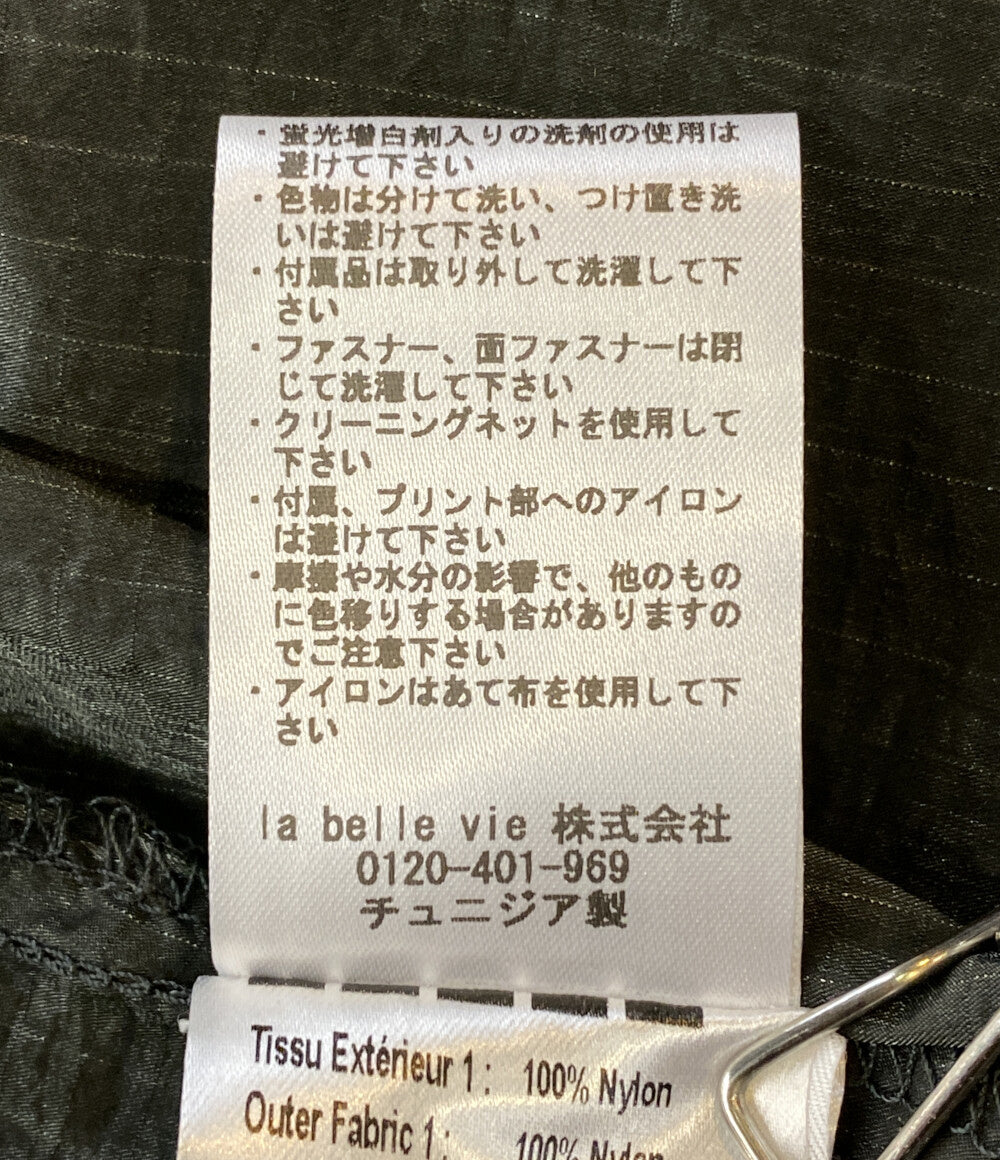 ・蛍光増白剤入りの洗剤の使用は
避けて下さい
・色物は分けて洗い、つけ置き洗
いは避けて下さい
・付属品は取り外して洗濯して下
さい
・ファスナー、面ファスナーは閉
じて洗濯して下さい
・クリーニングネットを使用して
下さい
・付属、プリント部へのアイロン
は避けて下さい
・摩擦や水分の影響で、他のもの
に色移りする場合がありますの
でご注意下さい
・アイロンはあて布を使用して下
さい
la belle vie 株式会社
0120-401-969
チュニジア製
Tissu Extérieur 1 : 100% Nylon
Outer Fabric 1 : 100% Nylon